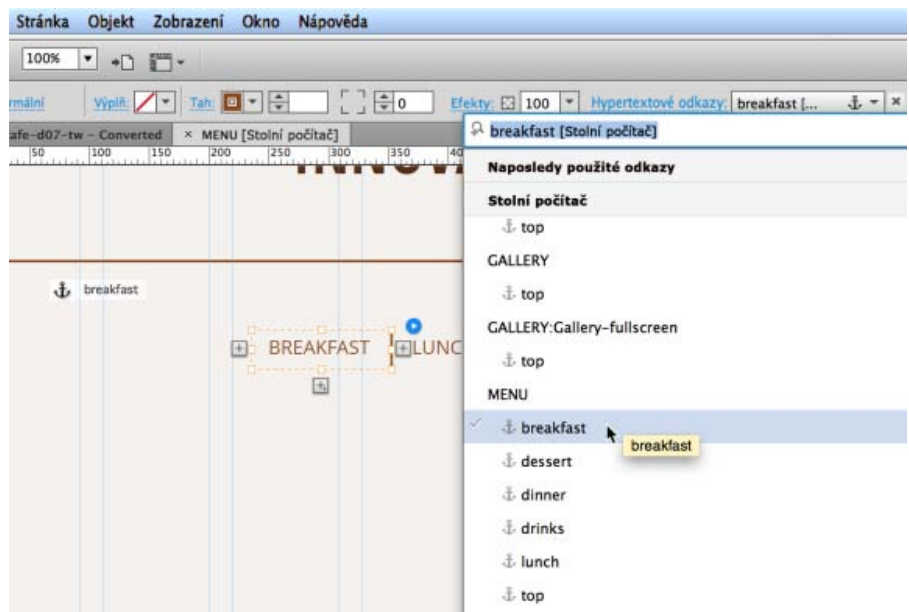 Stránka Objekt Zobrazení Okno Nápověda
100%
rmální Výplň: Tah: 0 Efekty: 100 Hypertextové odkazy: breakfast [...
afe-d07-tw – Converted × MENU [Stolní počítač]
breakfast [Stolní počítač]
50 100 150 200 250 300 350 40
Naposledy použité odkazy
Stolní počítač
top
GALLERY
top
GALLERY:Gallery-fullscreen
top
MENU
breakfast
breakfast
dessert
dinner
drinks
lunch
top
breakfast
BREAKFAST
LUNC